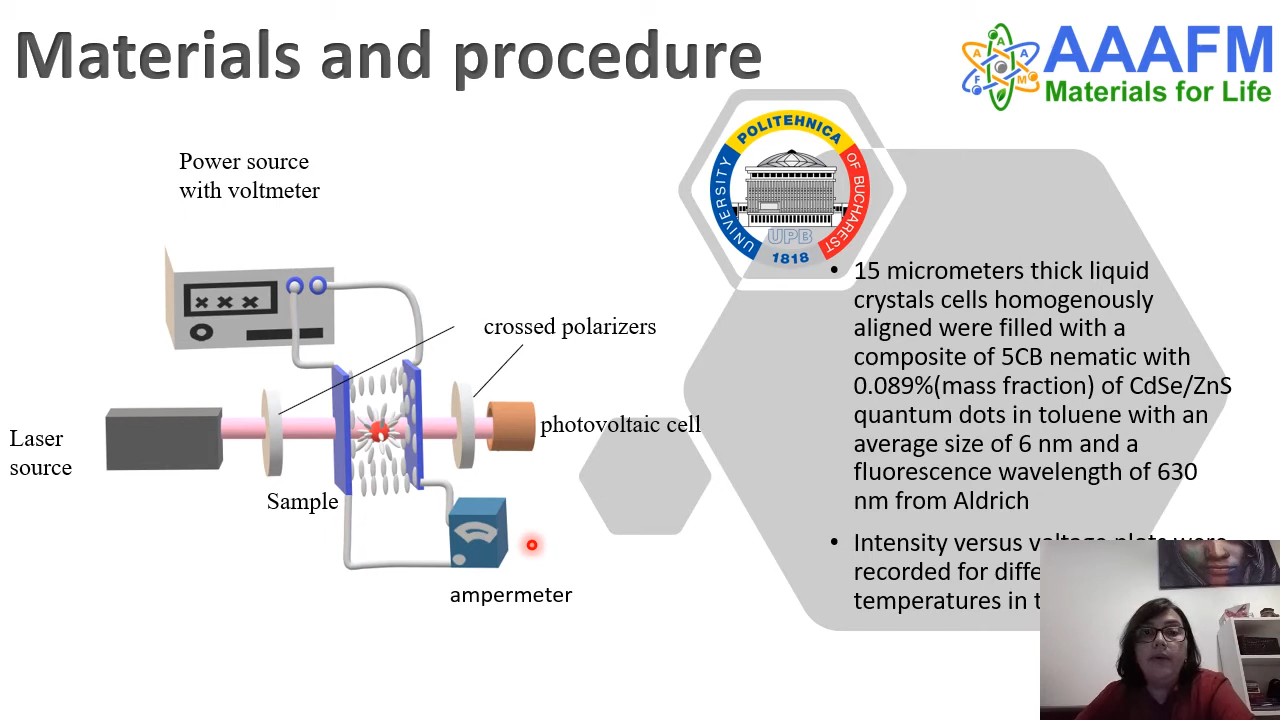 Materials and procedure
AAAFM
Materials for Life
A
A
A
F
M
POLITEHNICA
UNIVERSITY
OF BUCHAREST
UPB
1818
Power source
with voltmeter
crossed polarizers
photovoltaic cell
Laser
source
Sample
ampermeter
• 15 micrometers thick liquid
crystals cells homogenously
aligned were filled with a
composite of 5CB nematic with
0.089%(mass fraction) of CdSe/ZnS
quantum dots in toluene with an
average size of 6 nm and a
fluorescence wavelength of 630
nm from Aldrich
• Intensity versus voltage plots were
recorded for
temperatures in